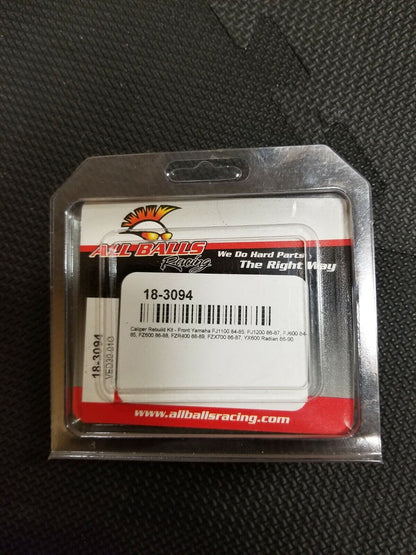 ALL BALLS
Racing
We Do Hard Parts
The Right Way
18-3094
Caliper Rebuild Kit - Front Yamaha FJ1100 84-85, FJ1200 86-87, FJ600 84-
85, FZ600 86-88, FZR400 88-89, FZX700 86-87, YX600 Radian 86-90,
18-3094
VED39-01G
www.allballsracing.com